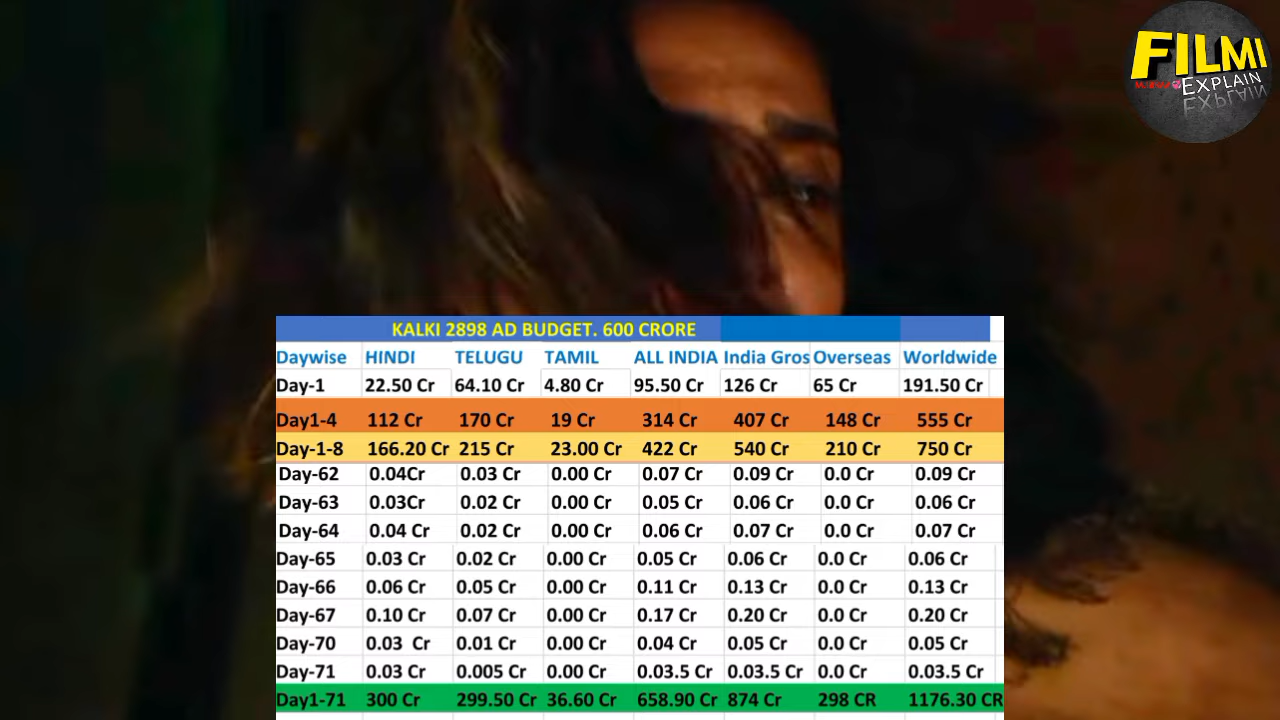 FILMI
EXPLAIN
KALKI 2898 AD BUDGET. 600 CRORE
Daywise HINDI TELUGU TAMIL ALL INDIA India Gros Overseas Worldwide
Day-1 22.50 Cr 64.10 Cr 4.80 Cr 95.50 Cr 126 Cr 65 Cr 191.50 Cr
Day1-4 112 Cr 170 Cr 19 Cr 314 Cr 407 Cr 148 Cr 555 Cr
Day-1-8 166.20 Cr 215 Cr 23.00 Cr 422 Cr 540 Cr 210 Cr 750 Cr
Day-62 0.04Cr 0.03 Cr 0.00 Cr 0.07 Cr 0.09 Cr 0.0 Cr 0.09 Cr
Day-63 0.03Cr 0.02 Cr 0.00 Cr 0.05 Cr 0.06 Cr 0.0 Cr 0.06 Cr
Day-64 0.04 Cr 0.02 Cr 0.00 Cr 0.06 Cr 0.07 Cr 0.0 Cr 0.07 Cr
Day-65 0.03 Cr 0.02 Cr 0.00 Cr 0.05 Cr 0.06 Cr 0.0 Cr 0.06 Cr
Day-66 0.06 Cr 0.05 Cr 0.00 Cr 0.11 Cr 0.13 Cr 0.0 Cr 0.13 Cr
Day-67 0.10 Cr 0.07 Cr 0.00 Cr 0.17 Cr 0.20 Cr 0.0 Cr 0.20 Cr
Day-70 0.03 Cr 0.01 Cr 0.00 Cr 0.04 Cr 0.05 Cr 0.0 Cr 0.05 Cr
Day-71 0.03 Cr 0.005 Cr 0.00 Cr 0.03.5 Cr 0.03.5 Cr 0.0 Cr 0.03.5 Cr
Day1-71 300 Cr 299.50 Cr 36.60 Cr 658.90 Cr 874 Cr 298 CR 1176.30 CR